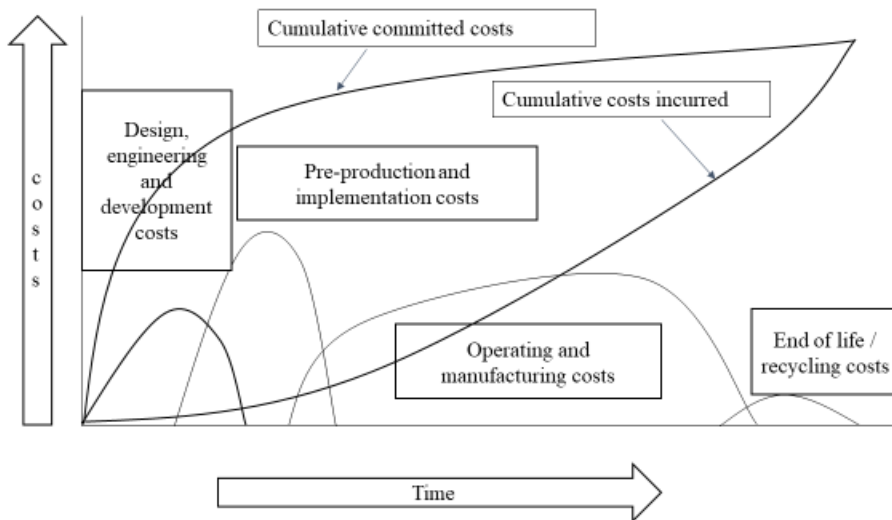 Cumulative committed costs
Cumulative costs incurred
Design,
engineering
and
development
costs
Pre-production and
implementation costs
costs
Operating and
manufacturing costs
End of life /
recycling costs
Time